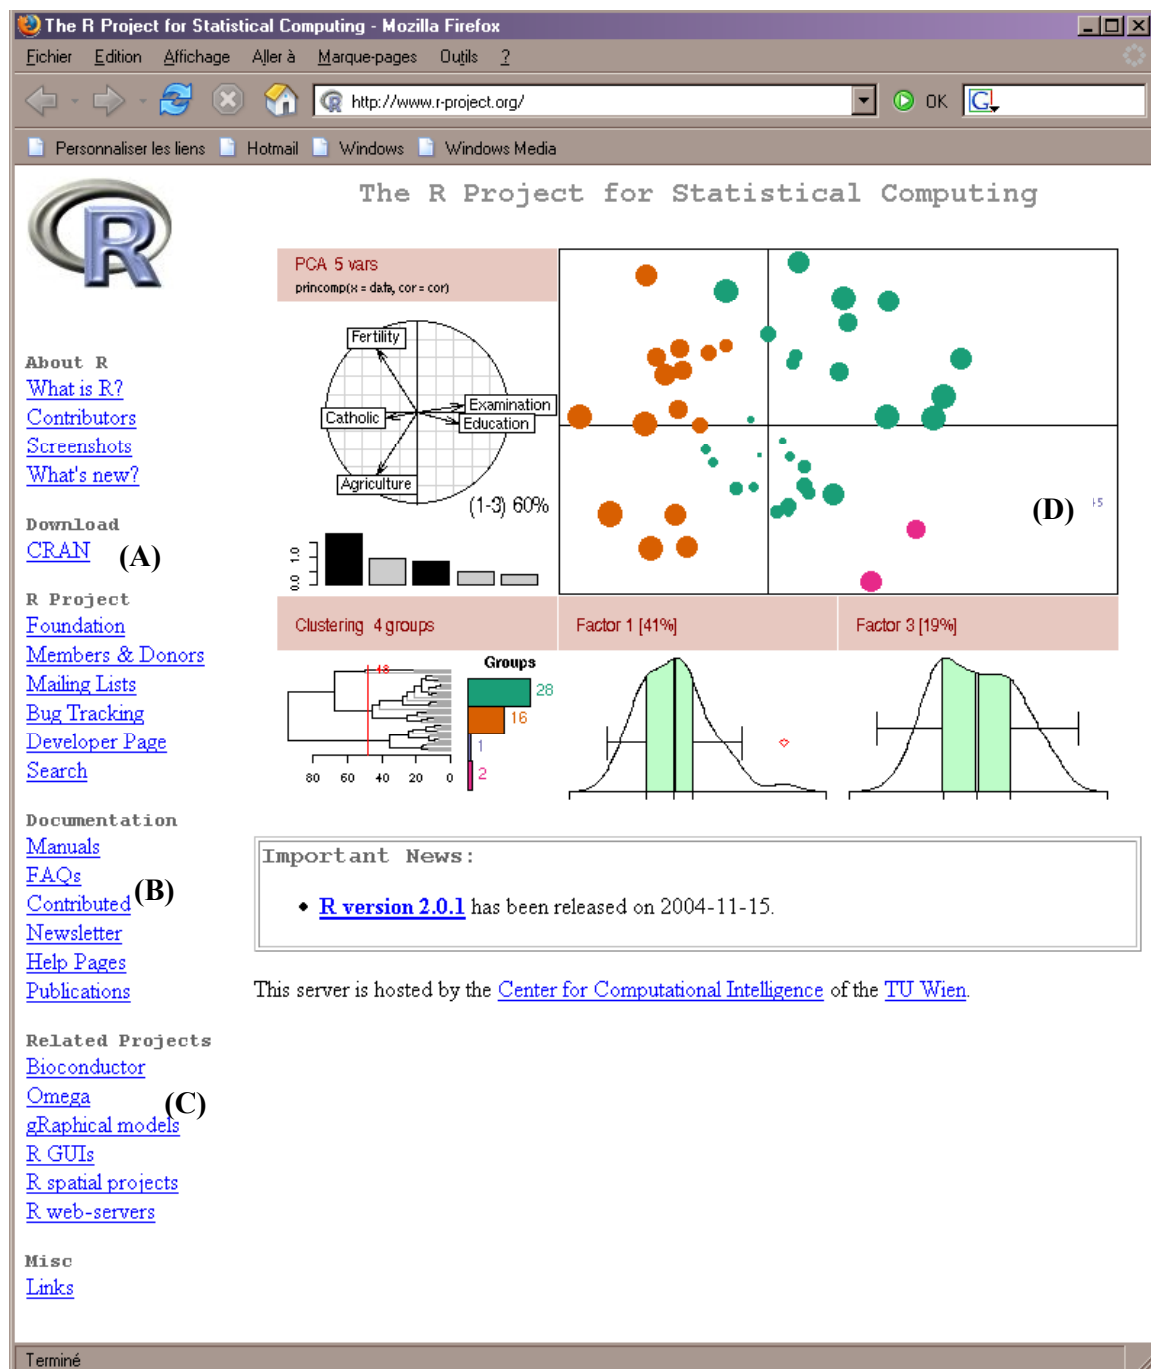 The R Project for Statistical Computing - Mozilla Firefox
Fichier Edition Affichage Aller à Marque-pages Outils ?
http://www.r-project.org/ OK G
Personnaliser les liens Hotmail Windows Windows Media
R
The R Project for Statistical Computing
About R
What is R?
Contributors
Screenshots
What's new?
Download
CRAN (A)
R Project
Foundation
Members & Donors
Mailing Lists
Bug Tracking
Developer Page
Search
Documentation
Manuals
FAQs
(B)
Contributed
Newsletter
Help Pages
Publications
Related Projects
Bioconductor
Omega
(C)
gRaphical models
R GUIs
R spatial projects
R web-servers
Misc
Links
PCA 5 vars
princomp(x = data, cor = cor)
Fertility
Catholic
Examination
Education
Agriculture
(1-3) 60%
1.0
0.0
(D)
45
Clustering 4 groups
Factor 1 [41%]
Factor 3 [19%]
Groups
28
16
1
2
80 60 40 20 0
Important News:
• R version 2.0.1 has been released on 2004-11-15.
This server is hosted by the Center for Computational Intelligence of the TU Wien.
Terminé